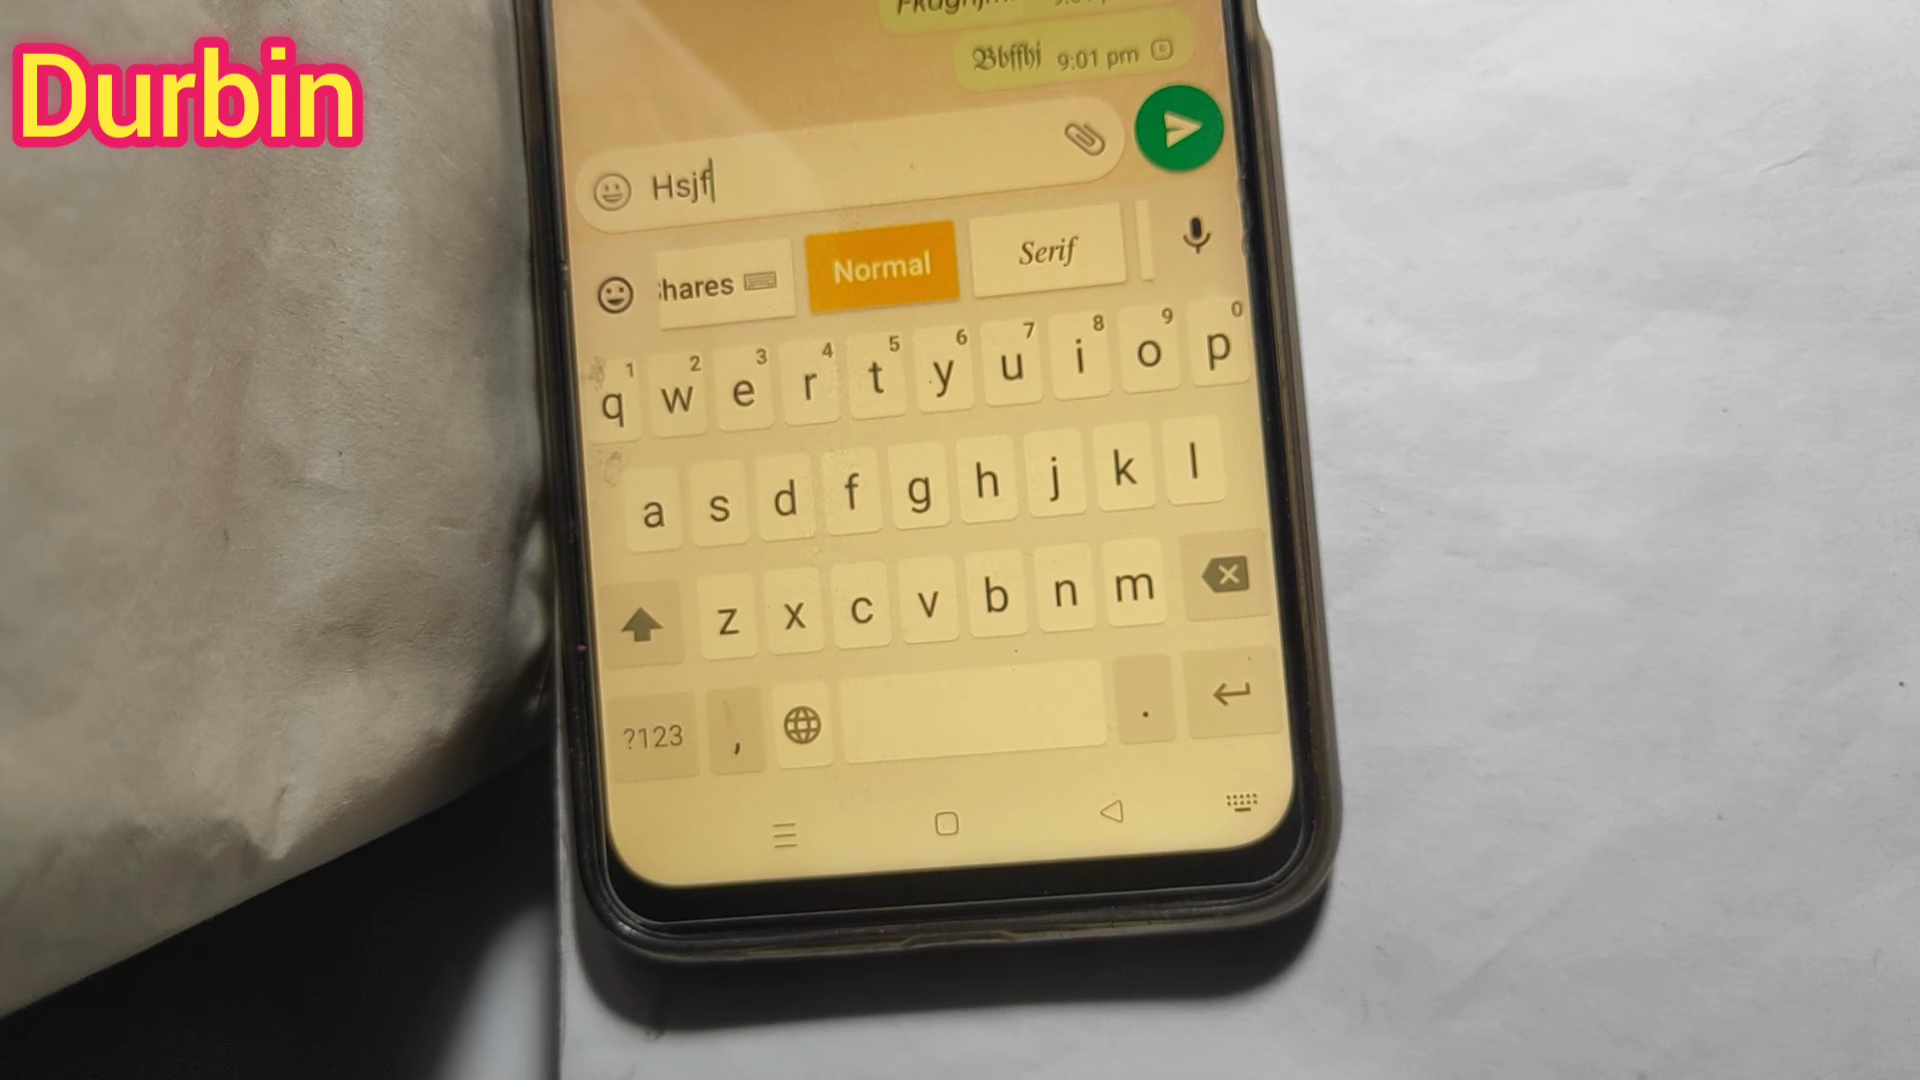 Durbin
𝔅𝔟𝔣𝔣𝔥𝔧 9:01 pm
Hsjf
hares Normal Serif
1 2 3 4 5 6 7 8 9 0
q w e r t y u i o p
a s d f g h j k l
z x c v b n m
?123 , .